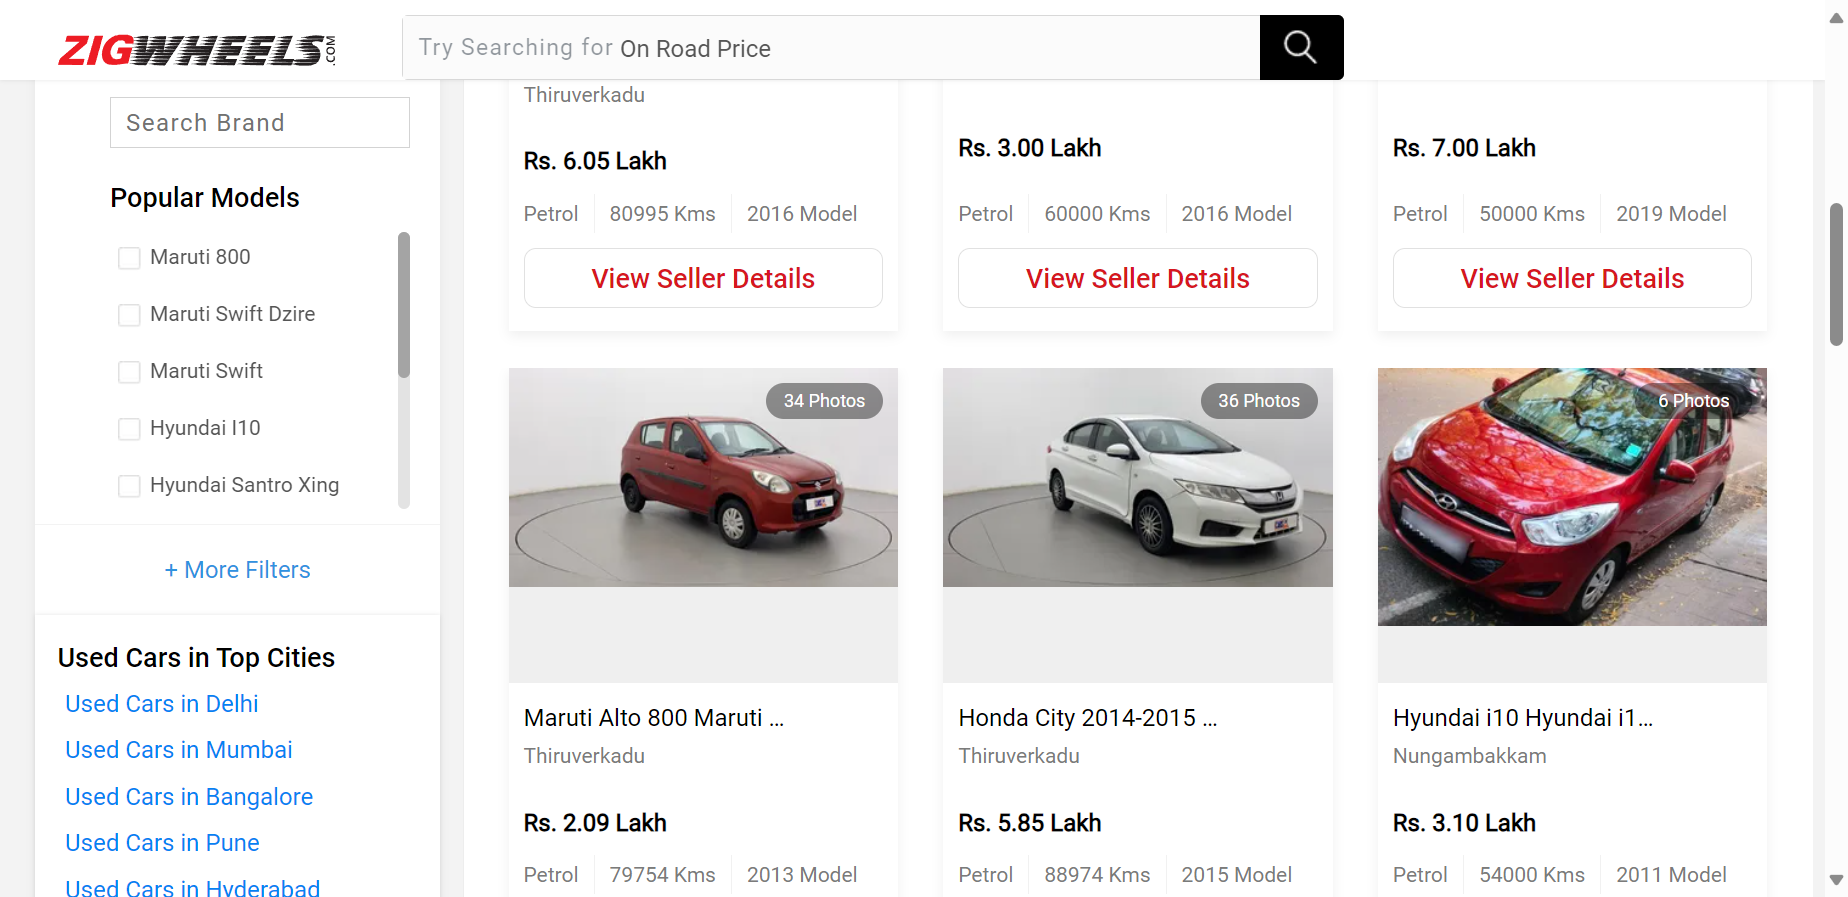 ZIGWHEELS.COM
Try Searching for On Road Price
Search Brand
Popular Models
Maruti 800
Maruti Swift Dzire
Maruti Swift
Hyundai I10
Hyundai Santro Xing
+ More Filters
Used Cars in Top Cities
Used Cars in Delhi
Used Cars in Mumbai
Used Cars in Bangalore
Used Cars in Pune
Used Cars in Hyderabad
Thiruverkadu
Rs. 6.05 Lakh
Petrol 80995 Kms 2016 Model
View Seller Details
Rs. 3.00 Lakh
Petrol 60000 Kms 2016 Model
View Seller Details
Rs. 7.00 Lakh
Petrol 50000 Kms 2019 Model
View Seller Details
34 Photos
Maruti Alto 800 Maruti ...
Thiruverkadu
Rs. 2.09 Lakh
Petrol 79754 Kms 2013 Model
36 Photos
Honda City 2014-2015 ...
Thiruverkadu
Rs. 5.85 Lakh
Petrol 88974 Kms 2015 Model
6 Photos
Hyundai i10 Hyundai i1...
Nungambakkam
Rs. 3.10 Lakh
Petrol 54000 Kms 2011 Model